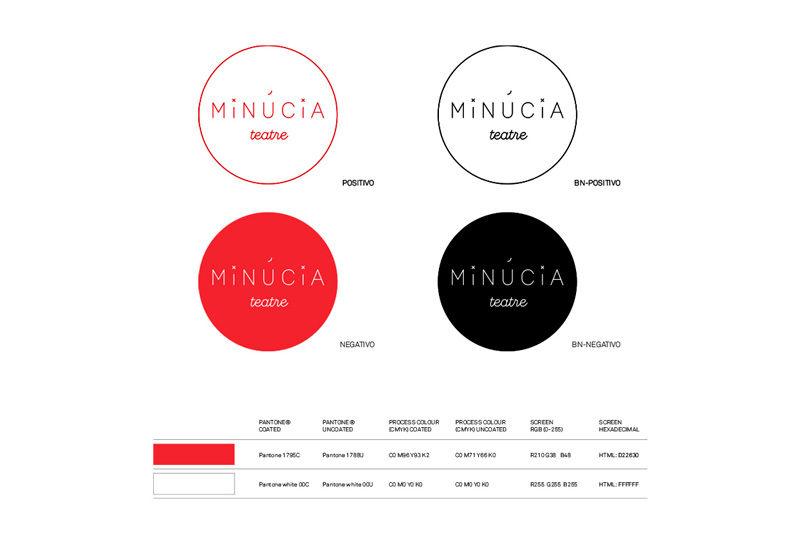 MiNÚCiA
teatre
POSITIVO
MiNÚCiA
teatre
BN-POSITIVO
MiNÚCiA
teatre
NEGATIVO
MiNÚCiA
teatre
BN-NEGATIVO
PANTONE® COATED
PANTONE® UNCOATED
PROCESS COLOUR (CMYK) COATED
PROCESS COLOUR (CMYK) UNCOATED
SCREEN RGB (0-255)
SCREEN HEXADECIMAL
Pantone 1795C Pantone 1788U C0 M96 Y93 K2 C0 M71 Y66 K0 R210 G38 B48 HTML: D22630
Pantone white 00C Pantone white 00U C0 M0 Y0 K0 C0 M0 Y0 K0 R255 G255 B255 HTML: FFFFFF